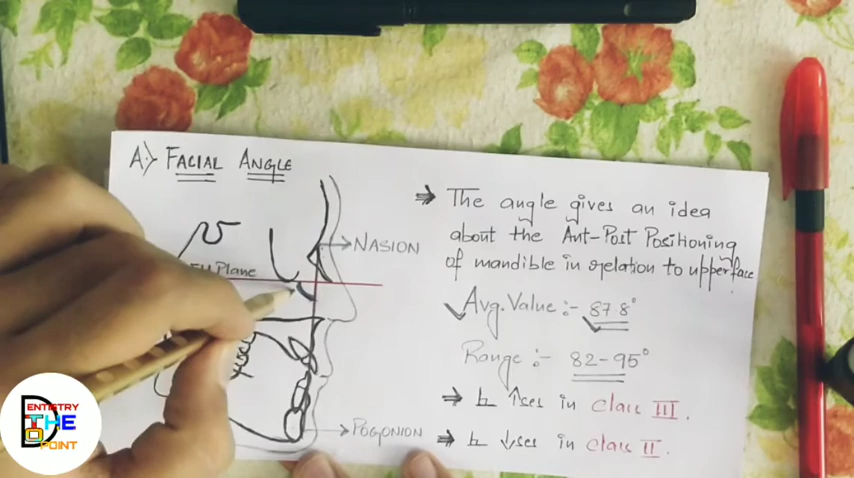 A:) FACIAL ANGLE
NASION
FH Plane
POGONION
⇒ The angle gives an idea
about the Ant-Post Positioning
of mandible in relation to upperface
✓Avg. Value :- 87.8°
Range :- 82-95°
⇒ L ↑ses in class III.
⇒ L ↓ses in class II.
DENTISTRY
THE
POINT